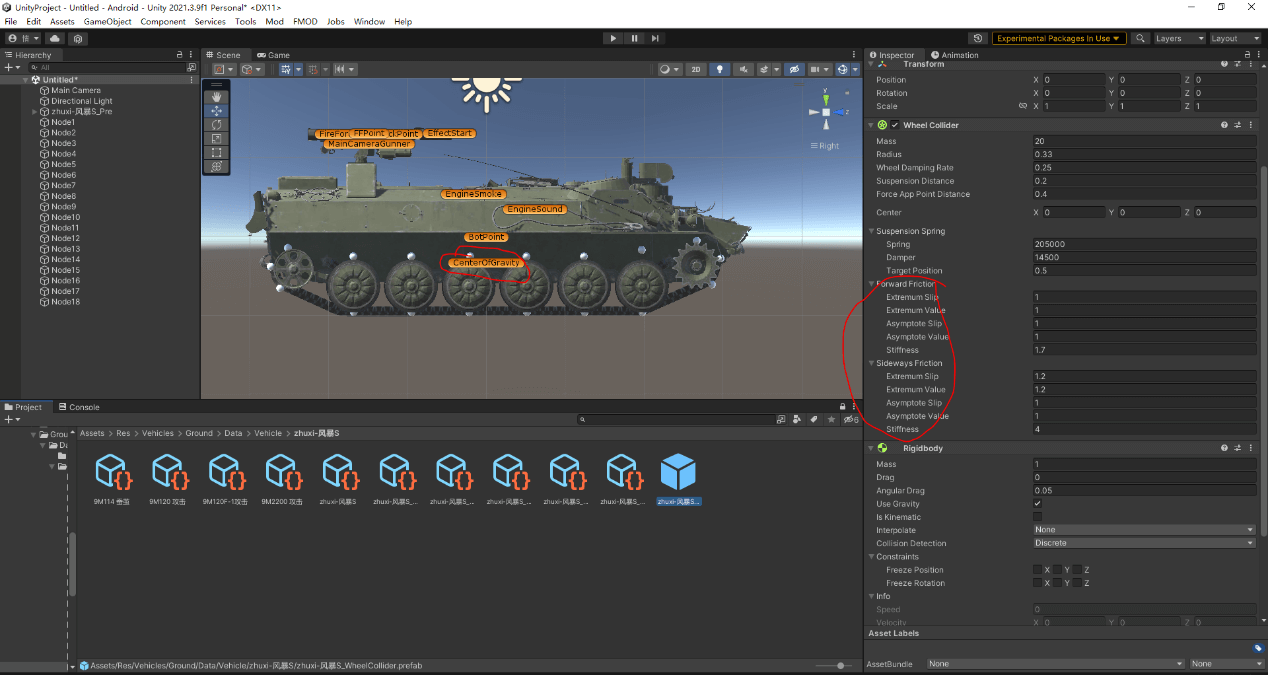 UnityProject - Untitled - Android - Unity 2021.3.9f1 Personal* <DX11>
File Edit Assets GameObject Component Services Tools Mod FMOD Jobs Window Help
Experimental Packages In Use Layers Layout
Hierarchy
All
Untitled*
Main Camera
Directional Light
zhuxi-风暴S_Pre
Node1
Node2
Node3
Node4
Node5
Node6
Node7
Node8
Node9
Node10
Node11
Node12
Node13
Node14
Node15
Node16
Node17
Node18
Scene Game
2D
FFPoint EffectStart
MainCameraGunner
EngineSmoke
EngineSound
BotPoint
CenterOfGravity
Y
Z
Right
Inspector Animation
Transform
Position X 0 Y 0 Z 0
Rotation X 0 Y 0 Z 0
Scale X 1 Y 1 Z 1
Wheel Collider
Mass 20
Radius 0.33
Wheel Damping Rate 0.25
Suspension Distance 0.2
Force App Point Distance 0.4
Center X 0 Y 0 Z 0
Suspension Spring
Spring 205000
Damper 14500
Target Position 0.5
Forward Friction
Extremum Slip 1
Extremum Value 1
Asymptote Slip 1
Asymptote Value 1
Stiffness 1.7
Sideways Friction
Extremum Slip 1.2
Extremum Value 1.2
Asymptote Slip 1
Asymptote Value 1
Stiffness 4
Rigidbody
Mass 1
Drag 0
Angular Drag 0.05
Use Gravity
Is Kinematic
Interpolate None
Collision Detection Discrete
Constraints
Freeze Position X Y Z
Freeze Rotation X Y Z
Info
Speed 0
Velocity X 0 Y 0 Z 0
Asset Labels
AssetBundle None None
Project Console
6
Grou
Da
Assets > Res > Vehicles > Ground > Data > Vehicle > zhuxi-风暴S
9M114 9M120 攻击 9M120F-1攻击 9M2200 攻击 zhuxi-风暴S zhuxi-风暴S_... zhuxi-风暴S_... zhuxi-风暴S_... zhuxi-风暴S_... zhuxi-风暴S_... zhuxi-风暴S...
Assets/Res/Vehicles/Ground/Data/Vehicle/zhuxi-风暴S/zhuxi-风暴S_WheelCollider.prefab